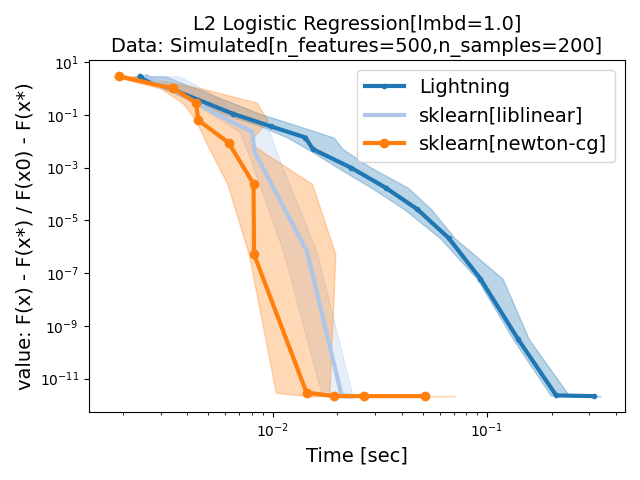 L2 Logistic Regression[lmbd=1.0]
Data: Simulated[n_features=500,n_samples=200]
value: F(x) - F(x*) / F(x0) - F(x*)
10¹
10⁻¹
10⁻³
10⁻⁵
10⁻⁷
10⁻⁹
10⁻¹¹
Lightning
sklearn[liblinear]
sklearn[newton-cg]
10⁻² 10⁻¹
Time [sec]